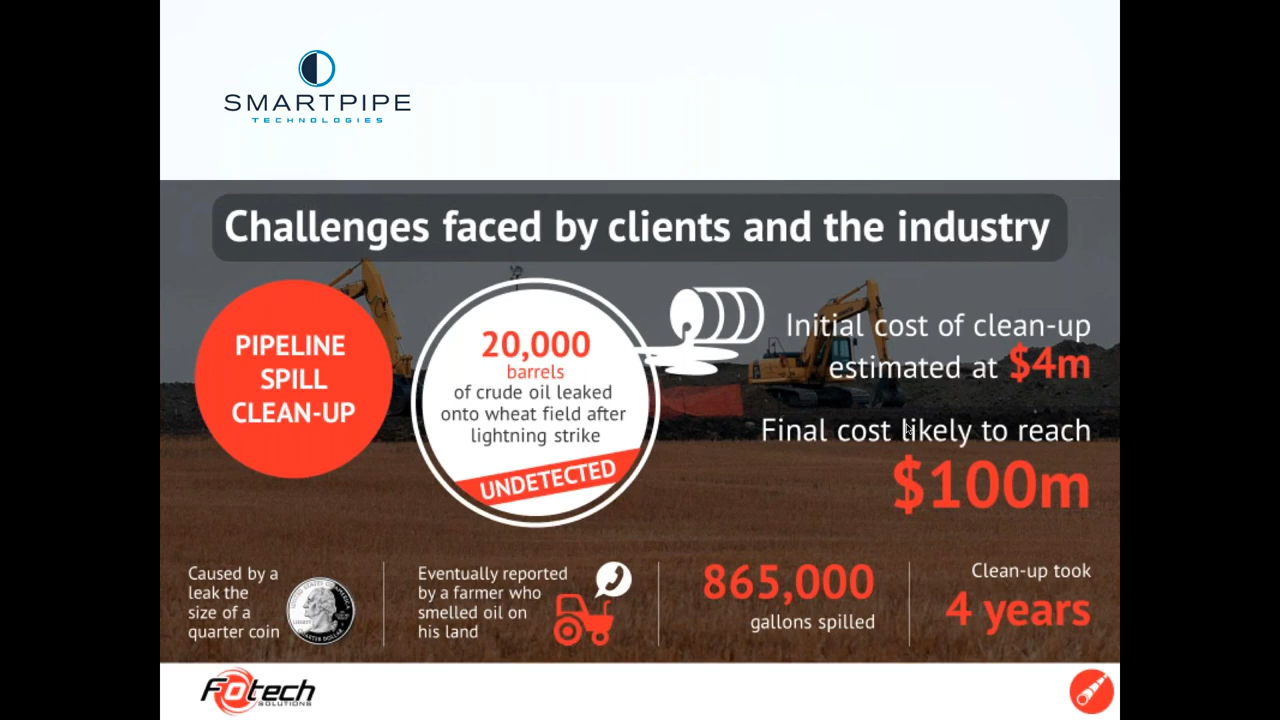 SMARTPIPE
TECHNOLOGIES
Challenges faced by clients and the industry
PIPELINE
SPILL
CLEAN-UP
20,000
barrels
of crude oil leaked
onto wheat field after
lightning strike
UNDETECTED
Initial cost of clean-up
estimated at $4m
Final cost likely to reach
$100m
Caused by a
leak the
size of a
quarter coin
Eventually reported
by a farmer who
smelled oil on
his land
865,000
gallons spilled
Clean-up took
4 years
Fotech
SOLUTIONS